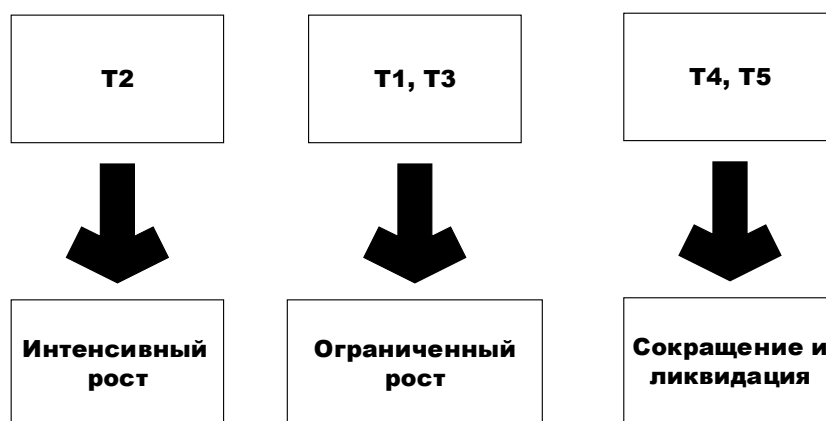 Т2
Т1, Т3
Т4, Т5
Интенсивный
рост
Ограниченный
рост
Сокращение и
ликвидация